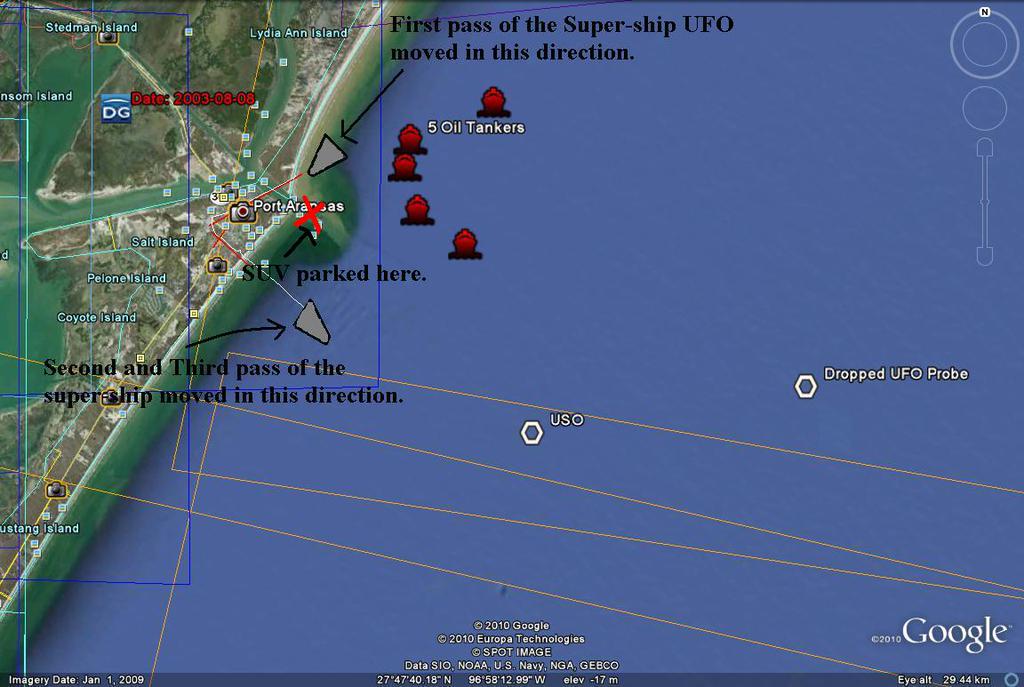 First pass of the Super-ship UFO
moved in this direction.
Stedman Island
Lydia Ann Island
nsom Island
DG
Date: 2003-08-08
5 Oil Tankers
Port Aransas
Salt Island
SUV parked here.
Pelone Island
Coyote Island
Second and Third pass of the
super-ship moved in this direction.
Dropped UFO Probe
USO
ustang Island
N
d
3
© 2010 Google
© 2010 Europa Technologies
© SPOT IMAGE
Data SIO, NOAA, U.S. Navy, NGA, GEBCO
©2010 Google™
Imagery Date: Jan 1, 2009
27°47'40.18" N 96°58'12.99" W elev -17 m
Eye alt 29.44 km